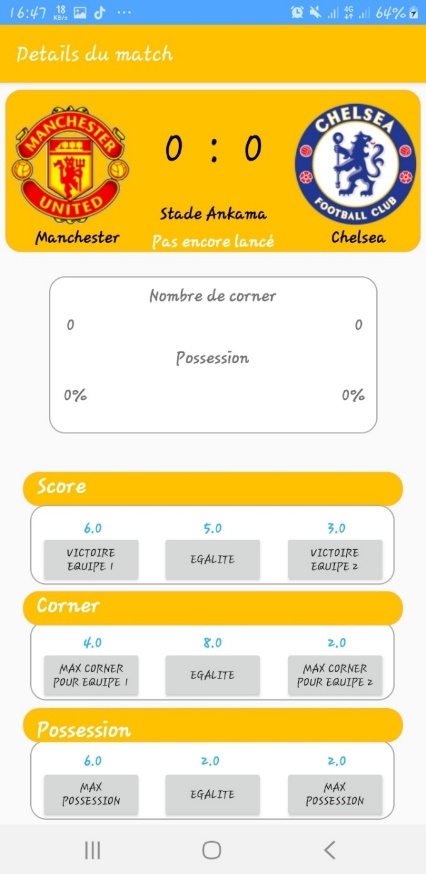 16:47 18 KB/s ... 4G 64%
Details du match
MANCHESTER
UNITED
0 : 0
CHELSEA
FOOTBALL CLUB
Stade Ankama
Manchester
Pas encore lancé
Chelsea
Nombre de corner
0 0
Possession
0% 0%
Score
6.0 5.0 3.0
VICTOIRE EQUIPE 1
EGALITE
VICTOIRE EQUIPE 2
Corner
4.0 8.0 2.0
MAX CORNER POUR EQUIPE 1
EGALITE
MAX CORNER POUR EQUIPE 2
Possession
6.0 2.0 2.0
MAX POSSESSION
EGALITE
MAX POSSESSION